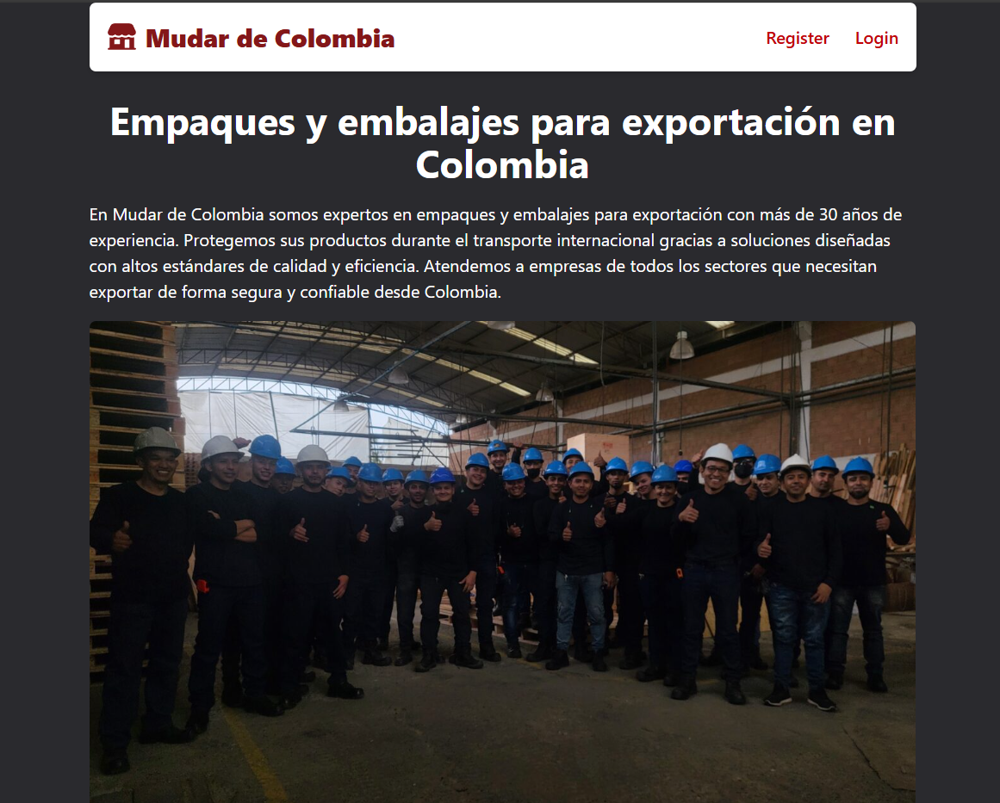 Mudar de Colombia
Register
Login
Empaques y embalajes para exportación en
Colombia
En Mudar de Colombia somos expertos en empaques y embalajes para exportación con más de 30 años de
experiencia. Protegemos sus productos durante el transporte internacional gracias a soluciones diseñadas
con altos estándares de calidad y eficiencia. Atendemos a empresas de todos los sectores que necesitan
exportar de forma segura y confiable desde Colombia.